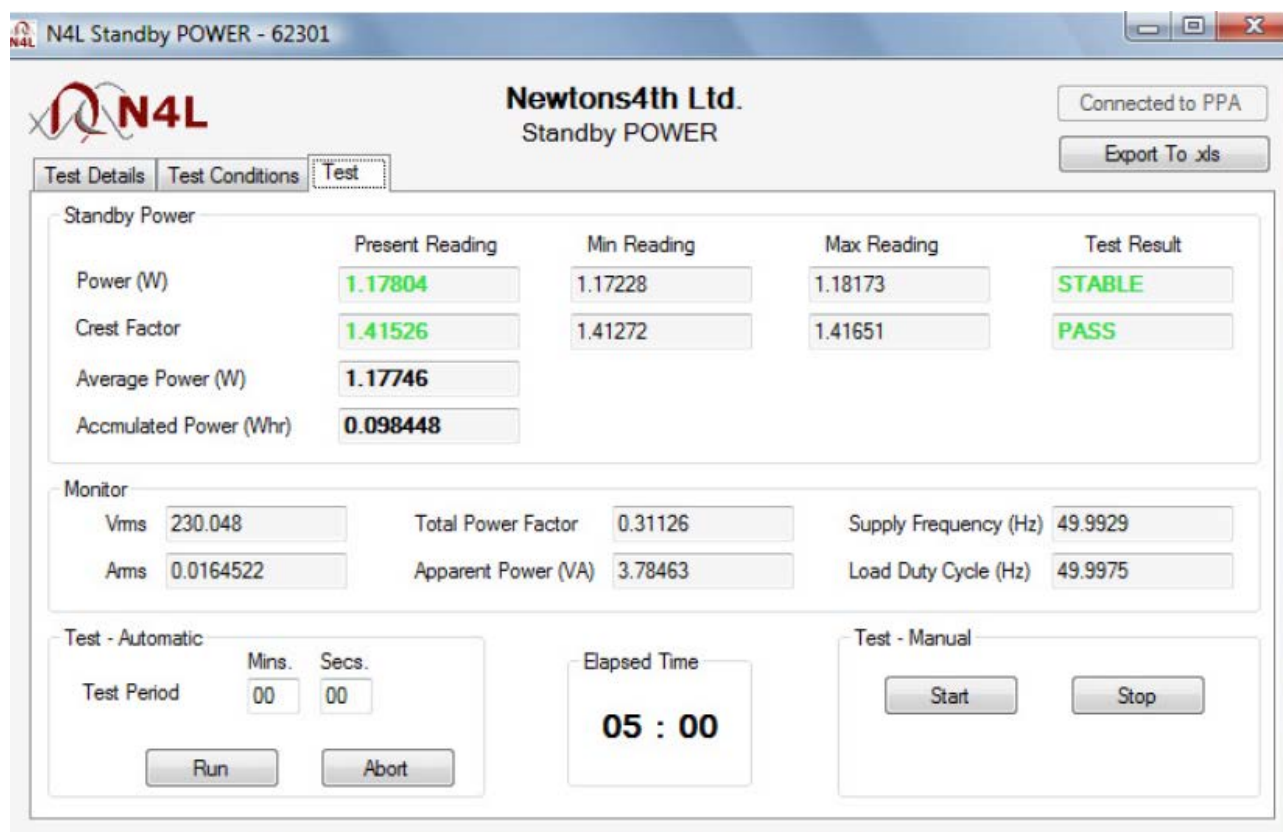 N4L Standby POWER - 62301
N4L
Newtons4th Ltd.
Standby POWER
Connected to PPA
Export To .xls
Test Details Test Conditions Test
Standby Power
Present Reading Min Reading Max Reading Test Result
Power (W) 1.17804 1.17228 1.18173 STABLE
Crest Factor 1.41526 1.41272 1.41651 PASS
Average Power (W) 1.17746
Accmulated Power (Whr) 0.098448
Monitor
Vrms 230.048 Total Power Factor 0.31126 Supply Frequency (Hz) 49.9929
Arms 0.0164522 Apparent Power (VA) 3.78463 Load Duty Cycle (Hz) 49.9975
Test - Automatic
Mins. Secs.
Test Period 00 00
Run Abort
Elapsed Time
05 : 00
Test - Manual
Start Stop